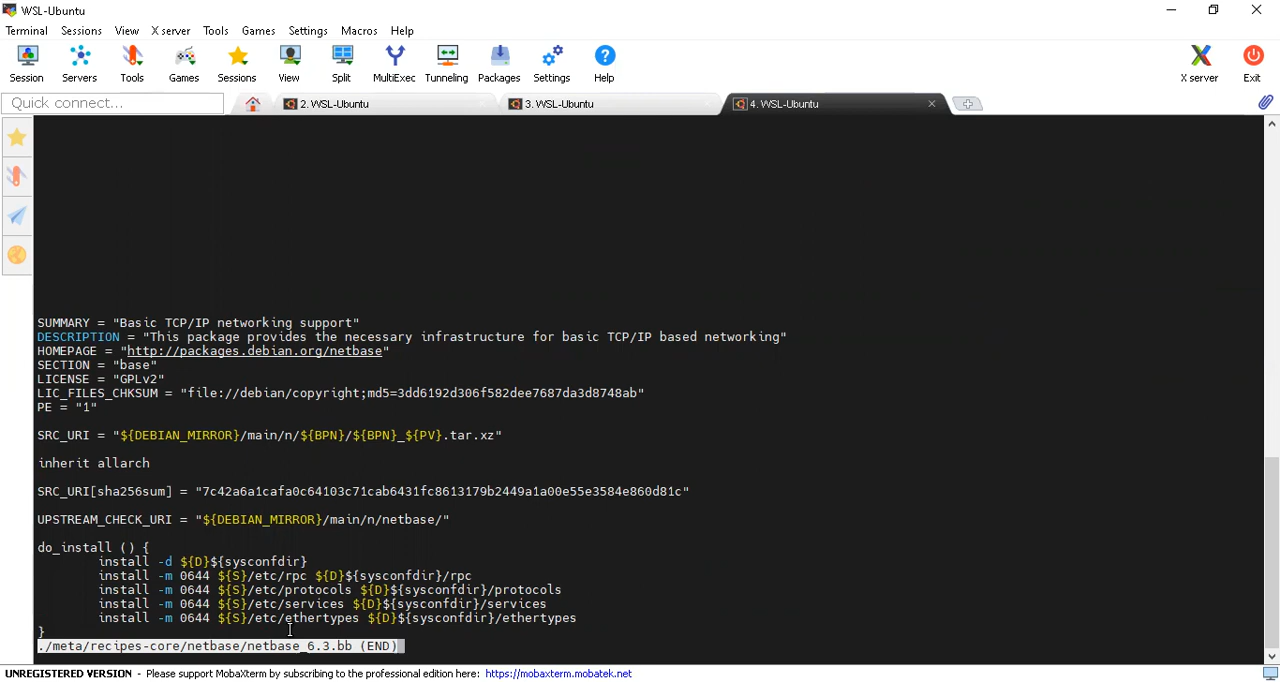 WSL-Ubuntu
Terminal Sessions View X server Tools Games Settings Macros Help
Session Servers Tools Games Sessions View Split MultiExec Tunneling Packages Settings Help X server Exit
Quick connect... 2. WSL-Ubuntu 3. WSL-Ubuntu 4. WSL-Ubuntu
SUMMARY = "Basic TCP/IP networking support"
DESCRIPTION = "This package provides the necessary infrastructure for basic TCP/IP based networking"
HOMEPAGE = "http://packages.debian.org/netbase"
SECTION = "base"
LICENSE = "GPLv2"
LIC_FILES_CHKSUM = "file://debian/copyright;md5=3dd6192d306f582dee7687da3d8748ab"
PE = "1"
SRC_URI = "${DEBIAN_MIRROR}/main/n/${BPN}/${BPN}_${PV}.tar.xz"
inherit allarch
SRC_URI[sha256sum] = "7c42a6a1cafa0c64103c71cab6431fc8613179b2449a1a00e55e3584e860d81c"
UPSTREAM_CHECK_URI = "${DEBIAN_MIRROR}/main/n/netbase/"
do_install () {
install -d ${D}${sysconfdir}
install -m 0644 ${S}/etc/rpc ${D}${sysconfdir}/rpc
install -m 0644 ${S}/etc/protocols ${D}${sysconfdir}/protocols
install -m 0644 ${S}/etc/services ${D}${sysconfdir}/services
install -m 0644 ${S}/etc/ethertypes ${D}${sysconfdir}/ethertypes
}
./meta/recipes-core/netbase/netbase_6.3.bb (END)
UNREGISTERED VERSION - Please support MobaXterm by subscribing to the professional edition here: https://mobaxterm.mobatek.net